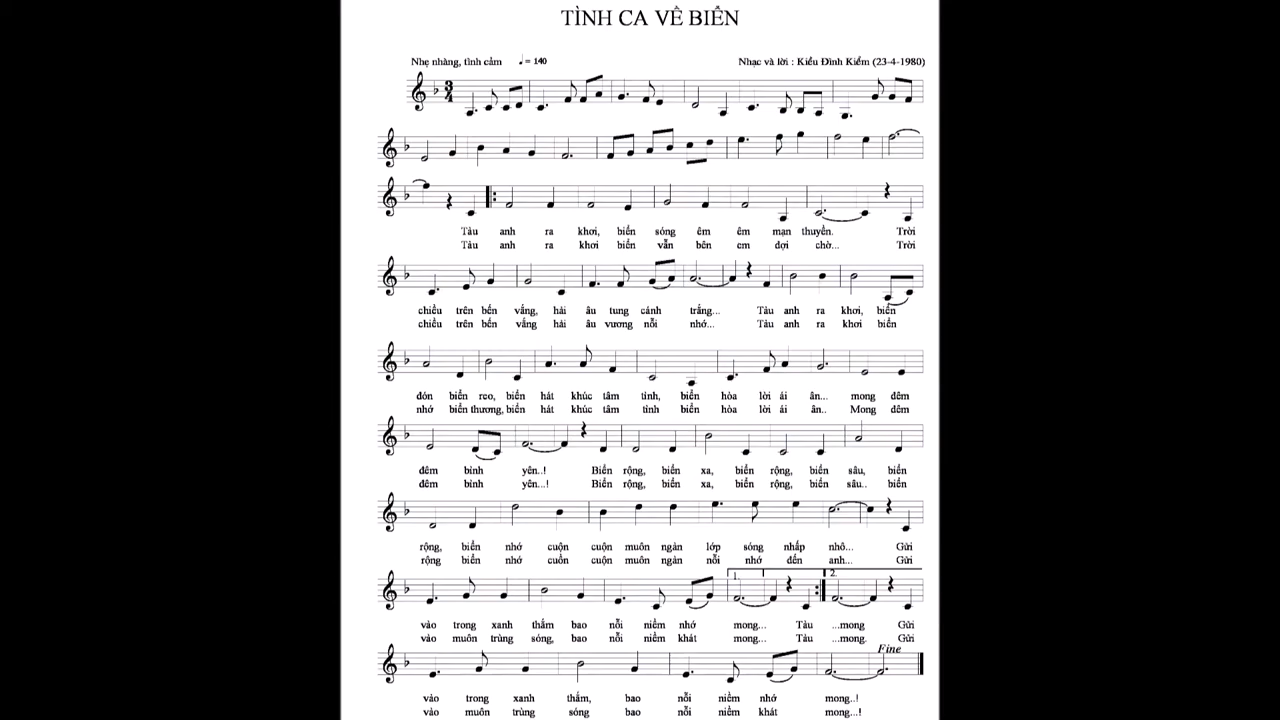 TÌNH CA VỀ BIỂN
Nhẹ nhàng, tình cảm ♩ = 140 Nhạc và lời : Kiều Đình Kiểm (23-4-1980)
3
4
Tàu anh ra khơi, biển sóng êm êm mạn thuyền. Trời
Tàu anh ra khơi biển vẫn bên em đợi chờ... Trời
chiều trên bến vắng, hải âu tung cánh trắng... Tàu anh ra khơi, biển
chiều trên bến vắng hải âu vương nỗi nhớ... Tàu anh ra khơi biển
đón biển reo, biển hát khúc tâm tình, biển hòa lời ái ân... mong đêm
nhớ biển thương, biển hát khúc tâm tình biển hòa lời ái ân.. Mong đêm
đêm bình yên..! Biển rộng, biển xa, biển rộng, biển sâu, biển
đêm bình yên...! Biển rộng, biển xa, biển rộng, biển sâu.. biển
rộng, biển nhớ cuộn cuộn muôn ngàn lớp sóng nhấp nhô... Gửi
rộng biển nhớ cuồn cuộn muôn ngàn nỗi nhớ đến anh... Gửi
1. 2.
vào trong xanh thẳm bao nỗi niềm nhớ mong... Tàu ...mong Gửi
vào muôn trùng sóng, bao nỗi niềm khát mong... Tàu ...mong. Gửi
Fine
vào trong xanh thẳm, bao nỗi niềm nhớ mong..!
vào muôn trùng sóng bao nỗi niềm khát mong...!